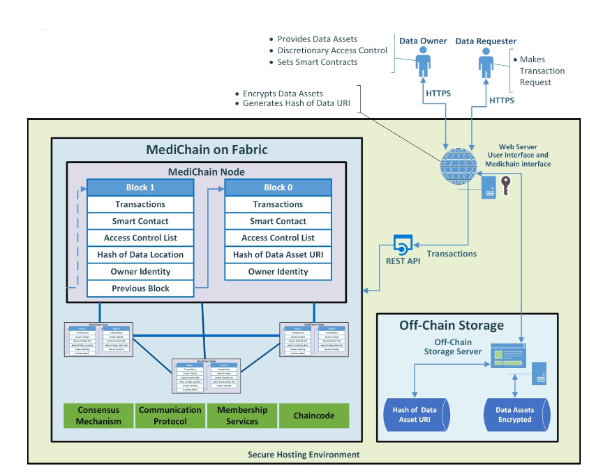 • Provides Data Assets
• Discretionary Access Control
• Sets Smart Contracts
Data Owner
Data Requester
• Makes
Transaction
Request
• Encrypts Data Assets
• Generates Hash of Data URI
HTTPS
HTTPS
MediChain on Fabric
MediChain Node
Block 1
Transactions
Smart Contact
Access Control List
Hash of Data Location
Owner Identity
Previous Block
Block 0
Transactions
Smart Contact
Access Control List
Hash of Data Asset URI
Owner Identity
Web Server
User Interface and
Medichain interface
REST API
Transactions
Off-Chain Storage
Off-Chain
Storage Server
Hash of Data
Asset URI
Data Assets
Encrypted
Consensus
Mechanism
Communication
Protocol
Membership
Services
Chaincode
Secure Hosting Environment